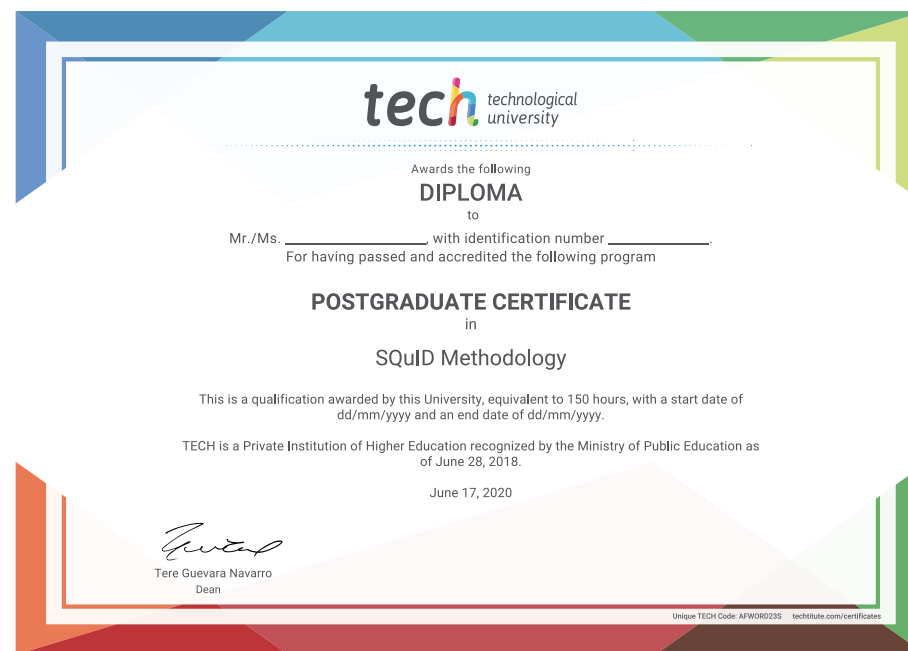 tech technological
university
Awards the following
DIPLOMA
to
Mr./Ms. ________________, with identification number ____________.
For having passed and accredited the following program
POSTGRADUATE CERTIFICATE
in
SQuID Methodology
This is a qualification awarded by this University, equivalent to 150 hours, with a start date of
dd/mm/yyyy and an end date of dd/mm/yyyy.
TECH is a Private Institution of Higher Education recognized by the Ministry of Public Education as
of June 28, 2018.
June 17, 2020
Tere Guevara Navarro
Dean
Unique TECH Code: AFWORD23S techtitute.com/certificates